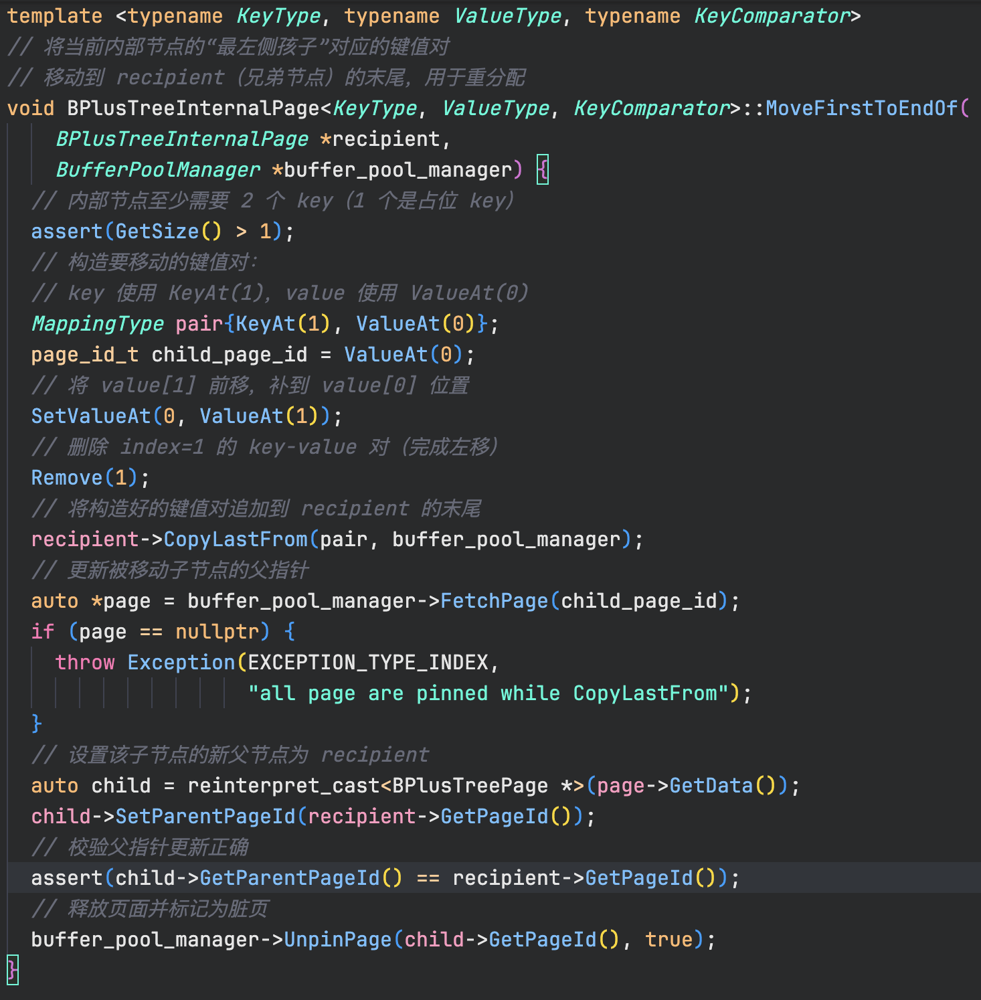 template <typename KeyType, typename ValueType, typename KeyComparator>
// 将当前内部节点的“最左侧孩子”对应的键值对
// 移动到 recipient（兄弟节点）的末尾，用于重分配
void BPlusTreeInternalPage<KeyType, ValueType, KeyComparator>::MoveFirstToEndOf(
    BPlusTreeInternalPage *recipient,
    BufferPoolManager *buffer_pool_manager) {
  // 内部节点至少需要 2 个 key（1 个是占位 key）
  assert(GetSize() > 1);
  // 构造要移动的键值对：
  // key 使用 KeyAt(1)，value 使用 ValueAt(0)
  MappingType pair{KeyAt(1), ValueAt(0)};
  page_id_t child_page_id = ValueAt(0);
  // 将 value[1] 前移，补到 value[0] 位置
  SetValueAt(0, ValueAt(1));
  // 删除 index=1 的 key-value 对（完成左移）
  Remove(1);
  // 将构造好的键值对追加到 recipient 的末尾
  recipient->CopyLastFrom(pair, buffer_pool_manager);
  // 更新被移动子节点的父指针
  auto *page = buffer_pool_manager->FetchPage(child_page_id);
  if (page == nullptr) {
    throw Exception(EXCEPTION_TYPE_INDEX,
                    "all page are pinned while CopyLastFrom");
  }
  // 设置该子节点的新父节点为 recipient
  auto child = reinterpret_cast<BPlusTreePage *>(page->GetData());
  child->SetParentPageId(recipient->GetPageId());
  // 校验父指针更新正确
  assert(child->GetParentPageId() == recipient->GetPageId());
  // 释放页面并标记为脏页
  buffer_pool_manager->UnpinPage(child->GetPageId(), true);
}